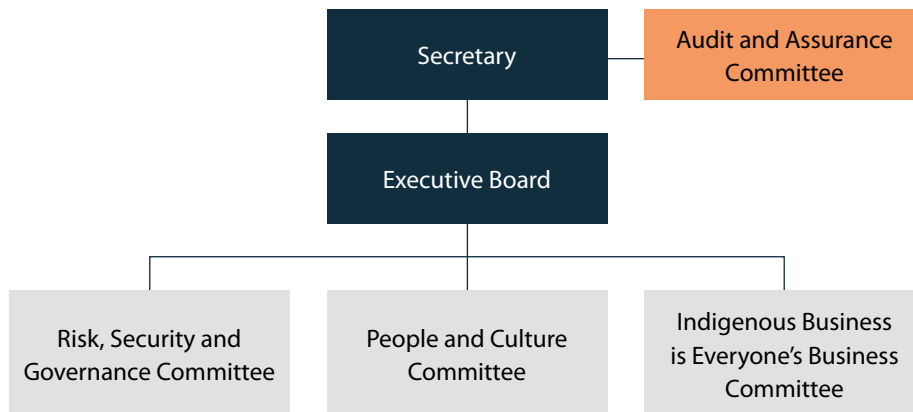 Secretary
Audit and Assurance
Committee
Executive Board
Risk, Security and
Governance Committee
People and Culture
Committee
Indigenous Business
is Everyone’s Business
Committee